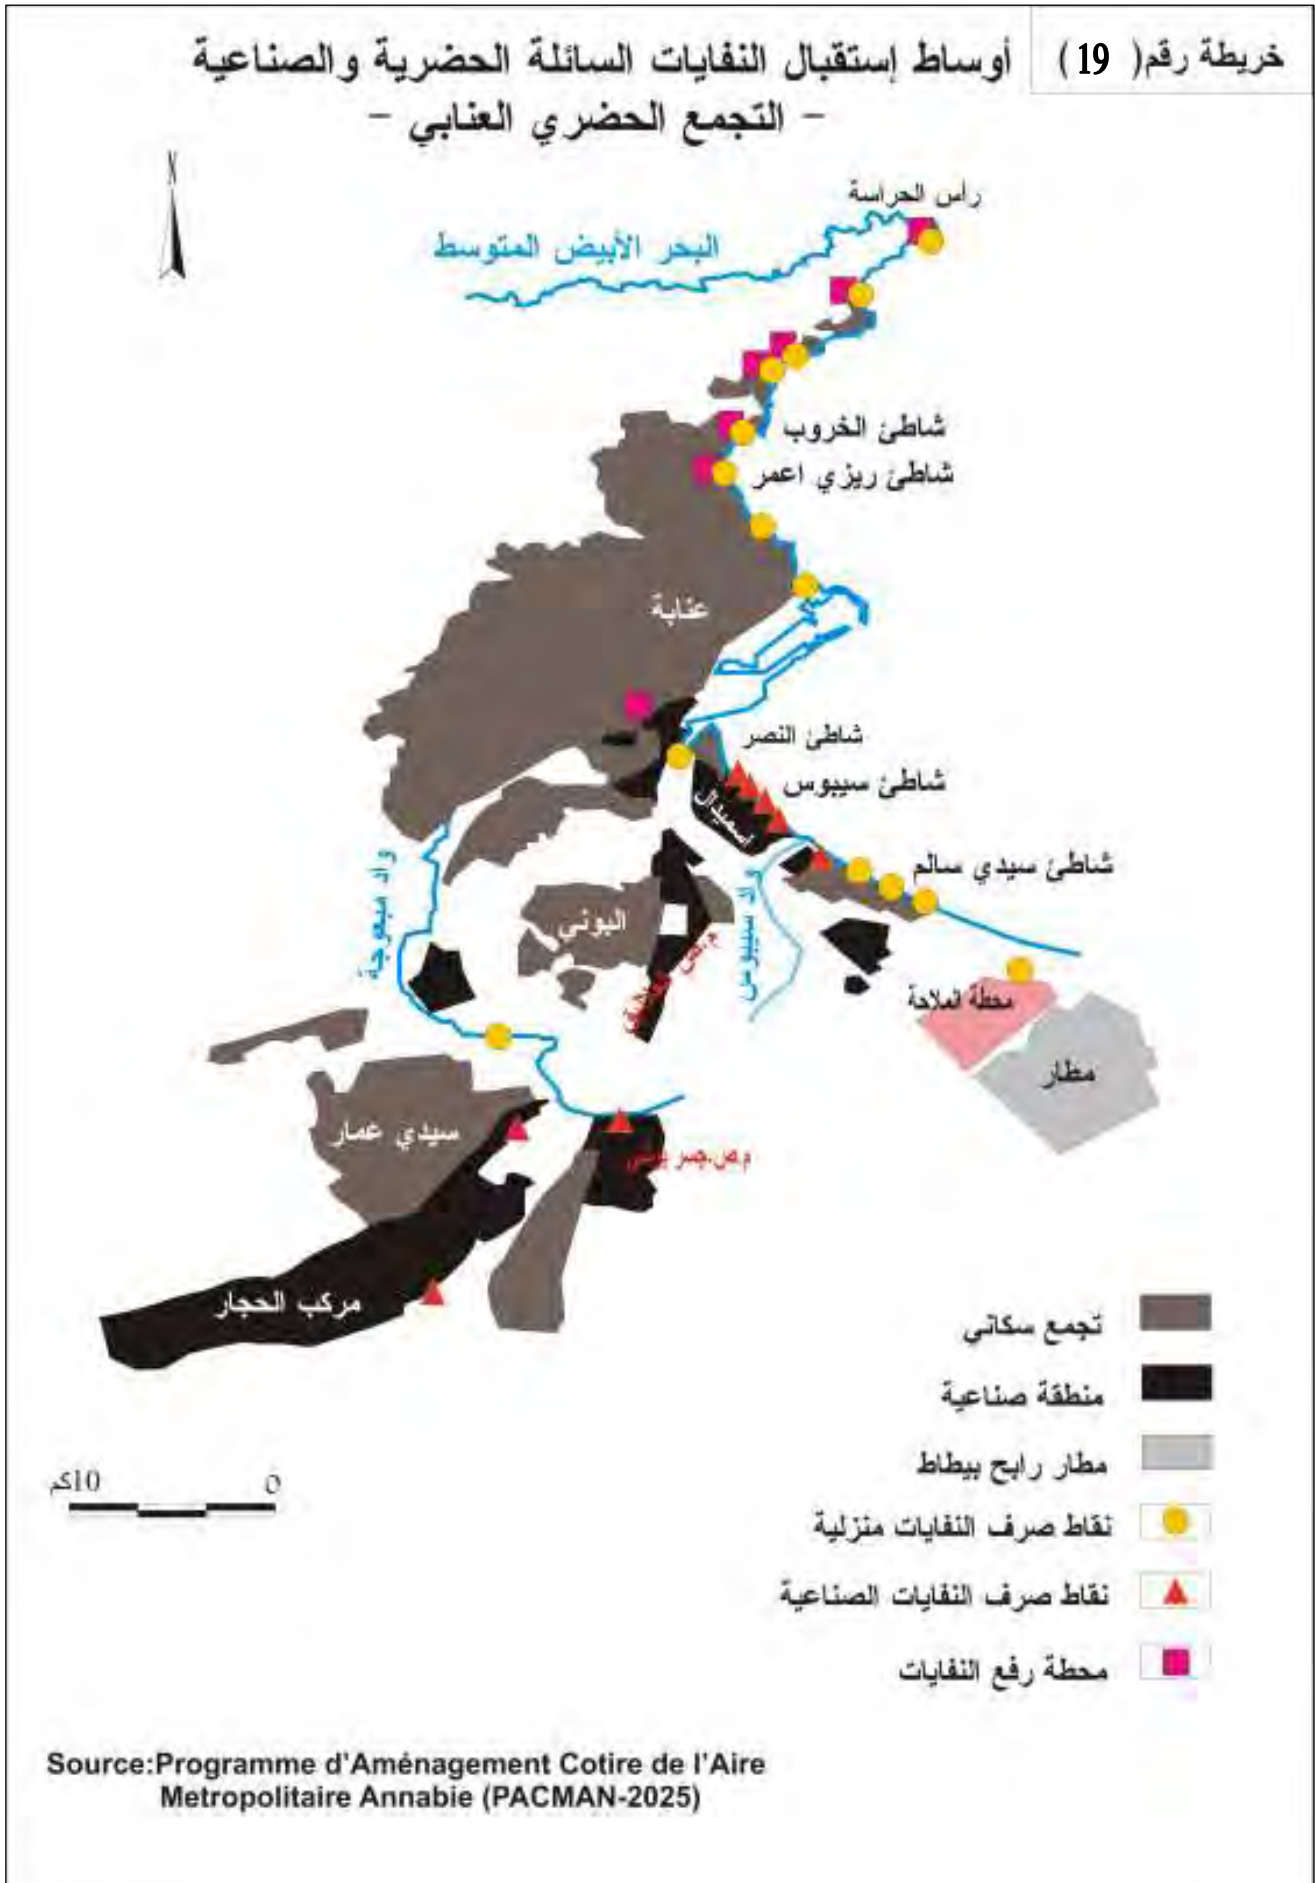 خريطة رقم( 19 )
أوساط إستقبال النفايات السائلة الحضرية والصناعية
- التجمع الحضري العنابي -
N
رأس الحراسة
البحر الأبيض المتوسط
شاطئ الخروب
شاطئ ريزي اعمر
عنابة
شاطئ النصر
شاطئ سيبوس
اسميدال
شاطئ سيدي سالم
واد ميبعوجة
البوني
واد سيبوس
م.ص
محطة الملاحة
مطار
سيدي عمار
م.ص.جسر
مركب الحجار
تجمع سكاني
منطقة صناعية
مطار رابح بيطاط
نقاط صرف النفايات منزلية
نقاط صرف النفايات الصناعية
محطة رفع النفايات
10كم 0
Source:Programme d'Aménagement Cotire de l'Aire
Metropolitaire Annabie (PACMAN-2025)